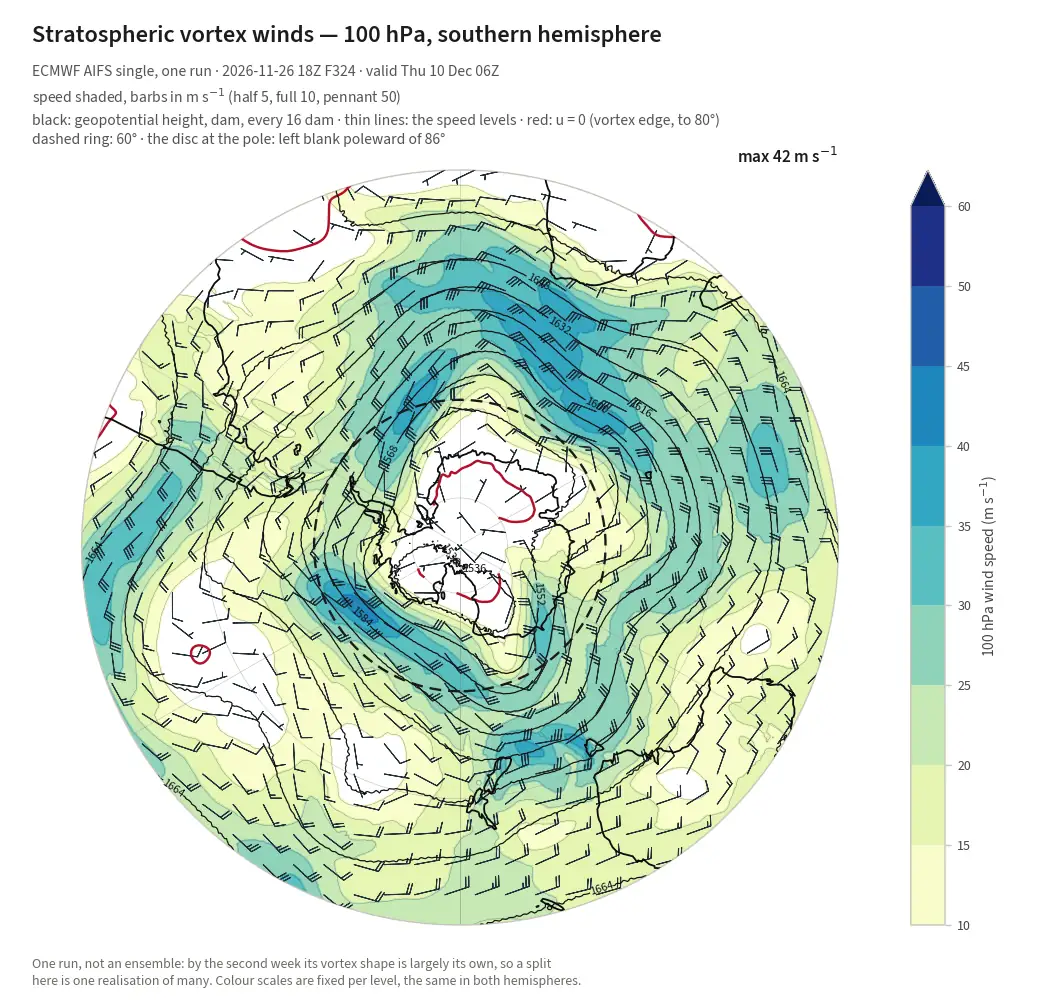 Stratospheric vortex winds — 100 hPa, southern hemisphere
ECMWF AIFS single, one run · 2026-11-26 18Z F324 · valid Thu 10 Dec 06Z
speed shaded, barbs in m s⁻¹ (half 5, full 10, pennant 50)
black: geopotential height, dam, every 16 dam · thin lines: the speed levels · red: u = 0 (vortex edge, to 80°)
dashed ring: 60° · the disc at the pole: left blank poleward of 86°
max 42 m s⁻¹
60
50
45
40
35
30
25
20
15
10
100 hPa wind speed (m s⁻¹)
1632
1664
1616
1568
1664
1536
1552
1584
1664
1664
One run, not an ensemble: by the second week its vortex shape is largely its own, so a split
here is one realisation of many. Colour scales are fixed per level, the same in both hemispheres.